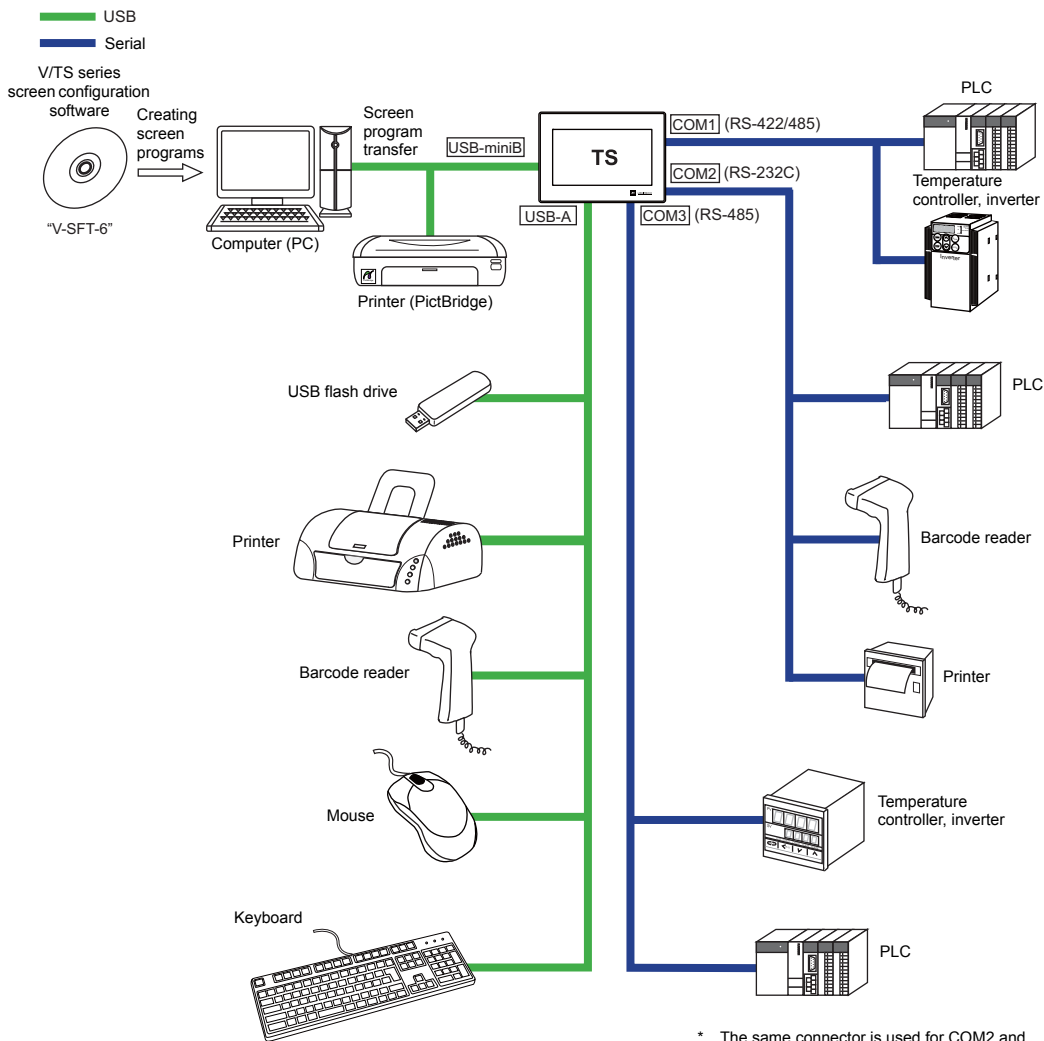 USB
Serial
V/TS series
screen configuration
software
Creating
screen
programs
"V-SFT-6"
Computer (PC)
Screen
program
transfer
USB-miniB
Printer (PictBridge)
TS
USB-A
COM1 (RS-422/485)
COM2 (RS-232C)
COM3 (RS-485)
PLC
Temperature
controller, inverter
Inverter
USB flash drive
PLC
Printer
Barcode reader
Barcode reader
Printer
Mouse
Temperature
controller, inverter
Keyboard
PLC
* The same connector is used for COM2 and